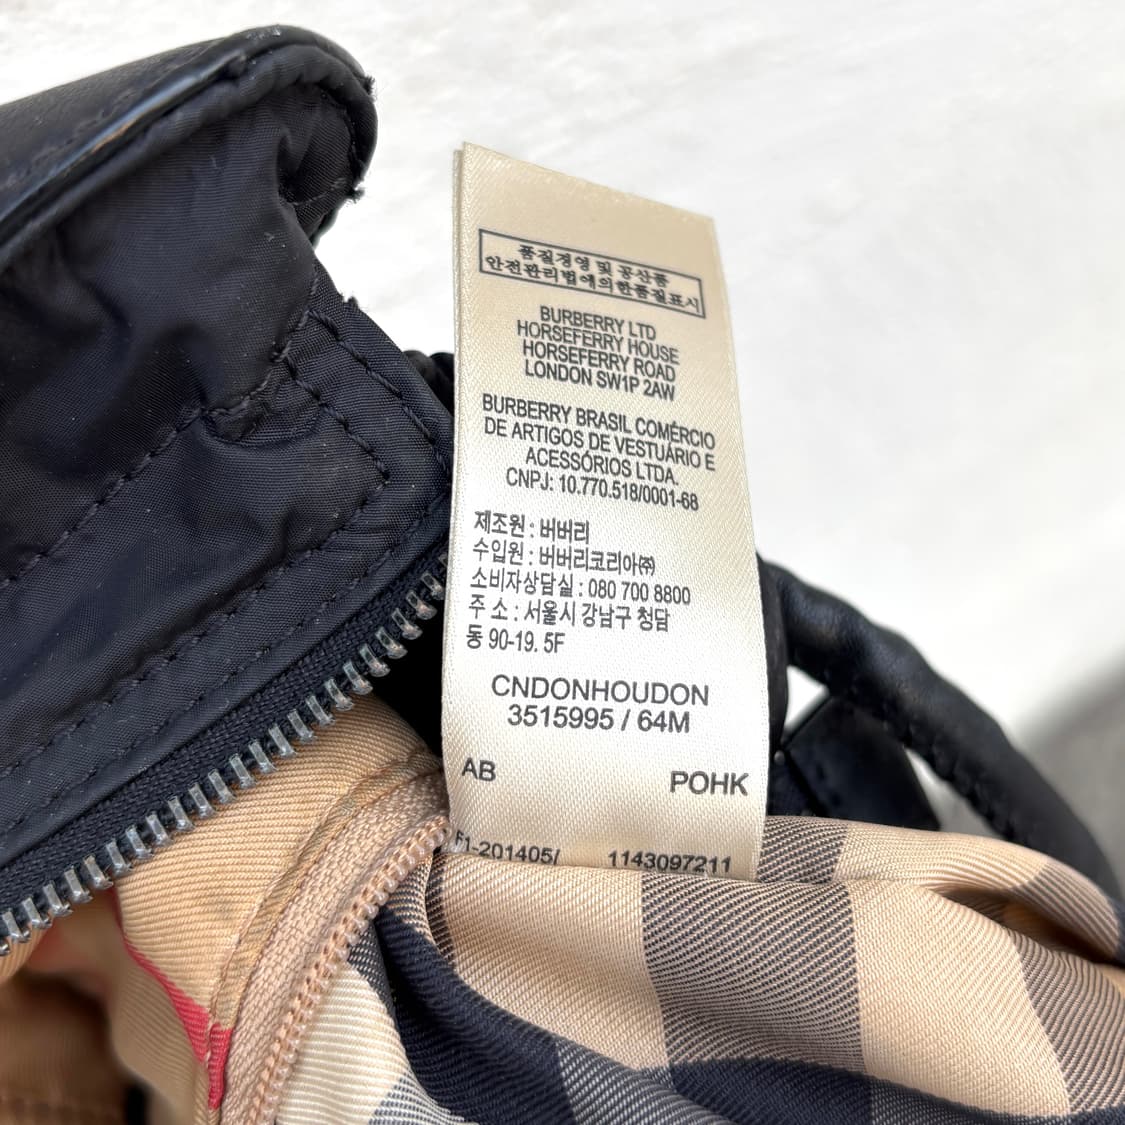 품질경영 및 공산품
안전관리법에의한품질표시
BURBERRY LTD
HORSEFERRY HOUSE
HORSEFERRY ROAD
LONDON SW1P 2AW
BURBERRY BRASIL COMÉRCIO
DE ARTIGOS DE VESTUÁRIO E
ACESSÓRIOS LTDA.
CNPJ: 10.770.518/0001-68
제조원 : 버버리
수입원 : 버버리코리아㈜
소비자상담실 : 080 700 8800
주 소 : 서울시 강남구 청담
동 90-19. 5F
CNDONHOUDON
3515995 / 64M
AB POHK
F1-201405/ 1143097211